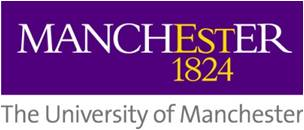 MANCHEsTER
1824
The University of Manchester